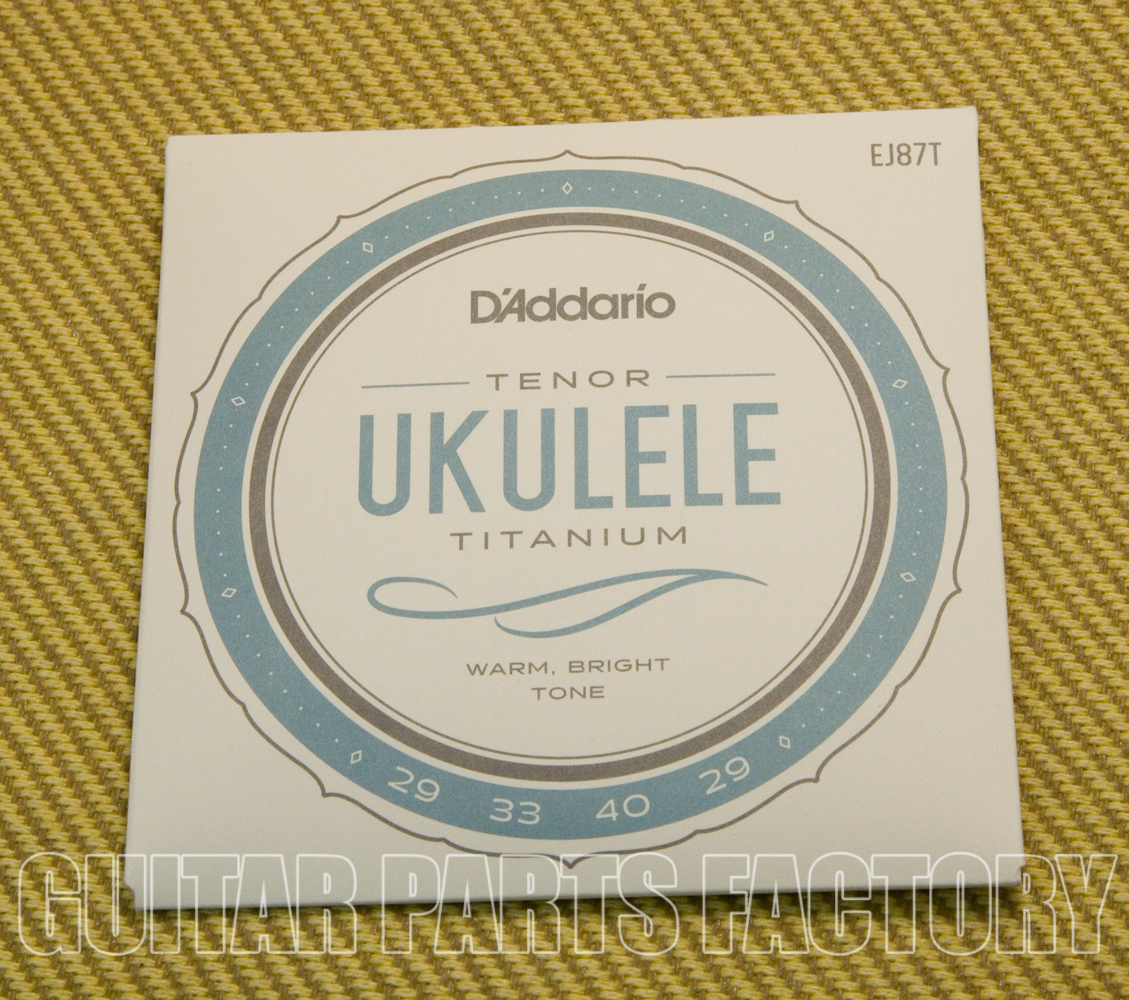 EJ87T
D'Addario
TENOR
UKULELE
TITANIUM
WARM, BRIGHT
TONE
29 33 40 29
GUITAR PARTS FACTORY